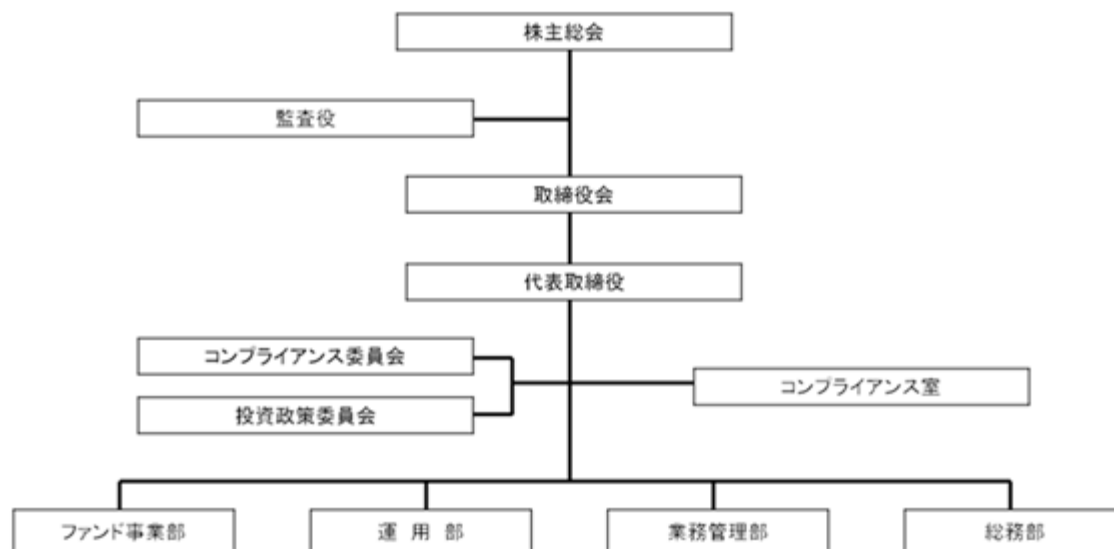 株主総会
監査役
取締役会
代表取締役
コンプライアンス委員会
コンプライアンス室
投資政策委員会
ファンド事業部
運 用 部
業務管理部
総務部